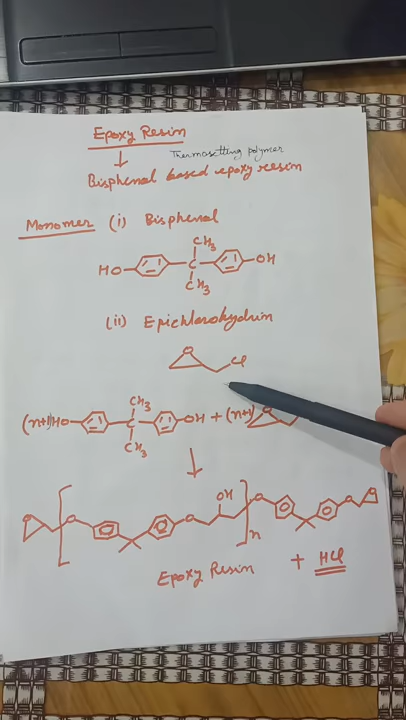 Epoxy Resin
Thermosetting polymer
Bisphenol based epoxy resin
Monomer (i) Bisphenol
CH3
HO C OH
CH3
(ii) Epichlorohydrin
O
Cl
CH3
(n+1)HO C OH + (n+1) O
CH3
OH
O O O O O O
n
Epoxy Resin + HCl